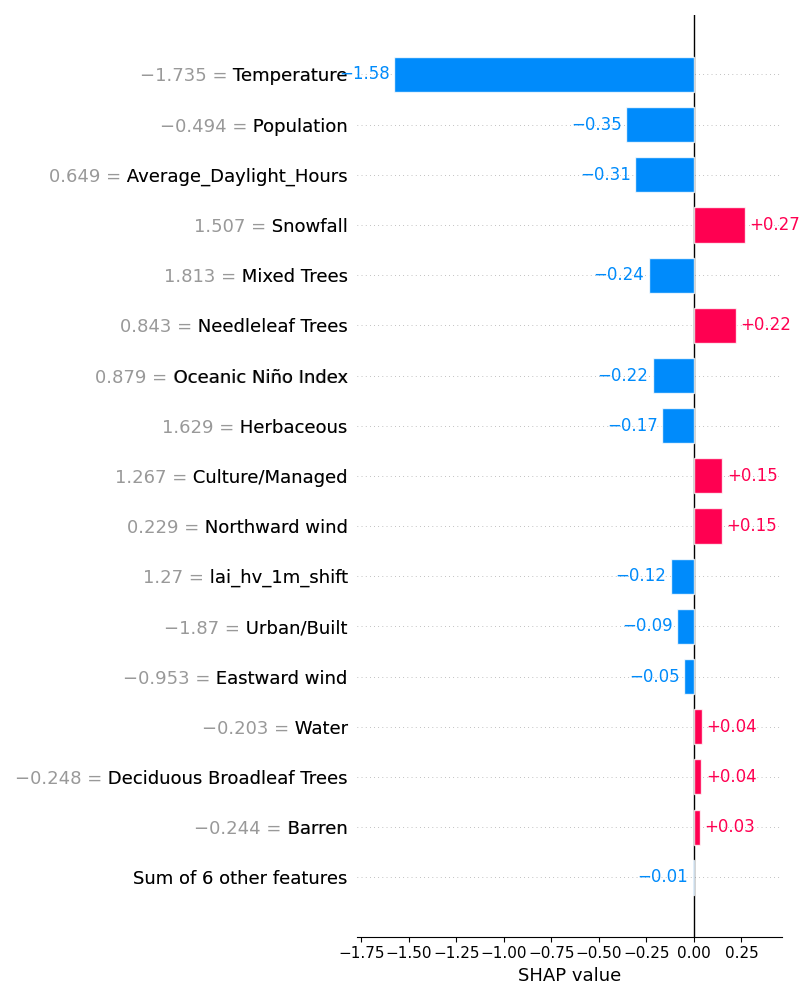 −1.735 = Temperature −1.58
−0.494 = Population −0.35
0.649 = Average_Daylight_Hours −0.31
1.507 = Snowfall +0.27
1.813 = Mixed Trees −0.24
0.843 = Needleleaf Trees +0.22
0.879 = Oceanic Niño Index −0.22
1.629 = Herbaceous −0.17
1.267 = Culture/Managed +0.15
0.229 = Northward wind +0.15
1.27 = lai_hv_1m_shift −0.12
−1.87 = Urban/Built −0.09
−0.953 = Eastward wind −0.05
−0.203 = Water +0.04
−0.248 = Deciduous Broadleaf Trees +0.04
−0.244 = Barren +0.03
Sum of 6 other features −0.01
−1.75 −1.50 −1.25 −1.00 −0.75 −0.50 −0.25 0.00 0.25
SHAP value